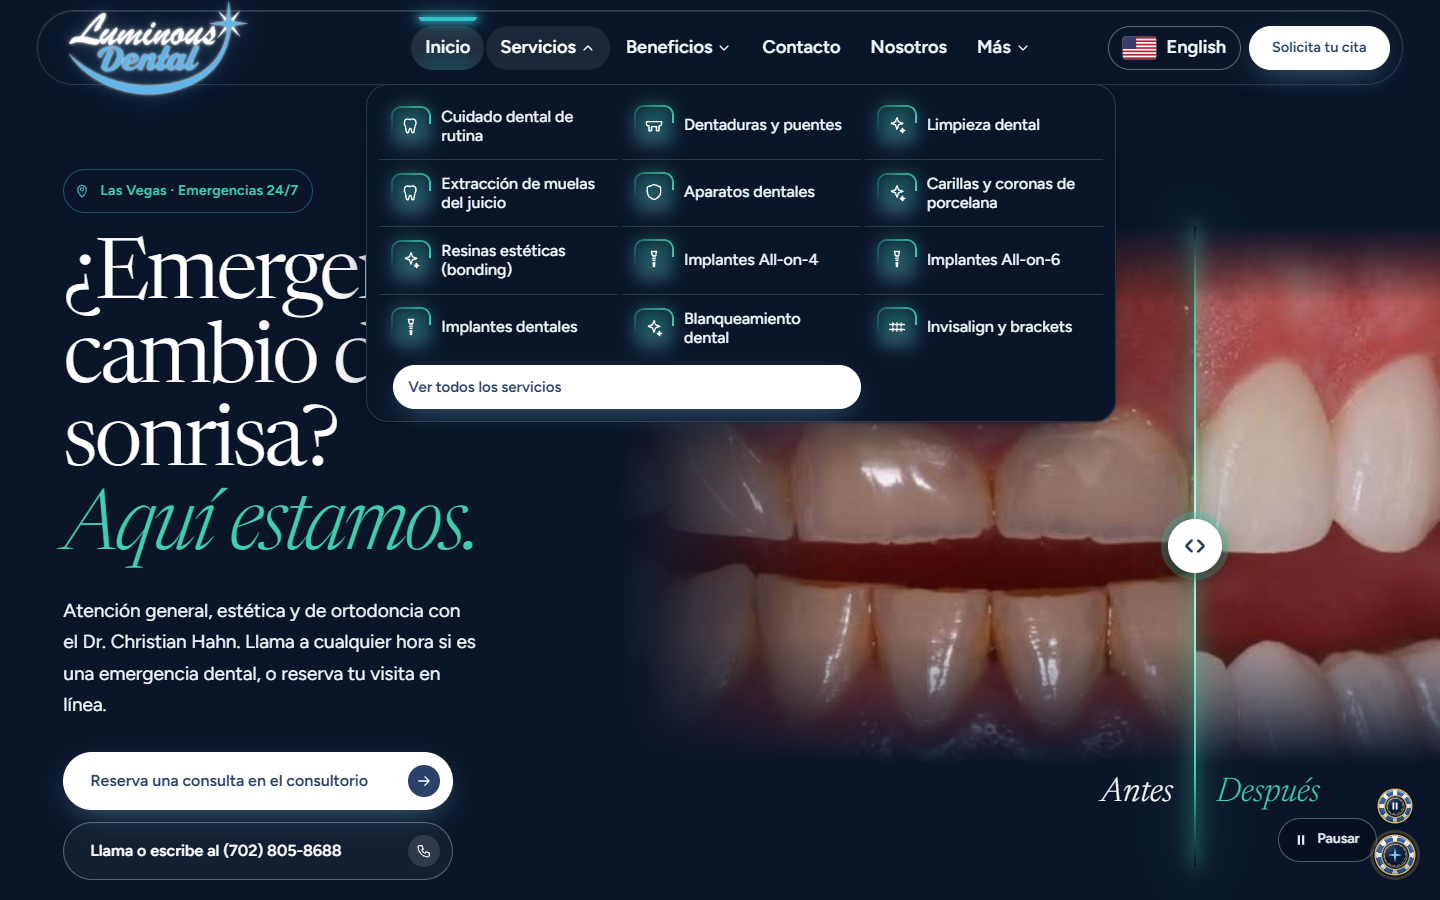 Luminous
Dental
Inicio
Servicios
Beneficios
Contacto
Nosotros
Más
English
Solicita tu cita
Cuidado dental de
rutina
Dentaduras y puentes
Limpieza dental
Extracción de muelas
del juicio
Aparatos dentales
Carillas y coronas de
porcelana
Resinas estéticas
(bonding)
Implantes All-on-4
Implantes All-on-6
Implantes dentales
Blanqueamiento
dental
Invisalign y brackets
Ver todos los servicios
Las Vegas · Emergencias 24/7
¿Emerge
cambio
sonrisa?
Aquí estamos.
Atención general, estética y de ortodoncia con
el Dr. Christian Hahn. Llama a cualquier hora si es
una emergencia dental, o reserva tu visita en
línea.
Reserva una consulta en el consultorio
Llama o escribe al (702) 805-8688
Antes
Después
Pausar